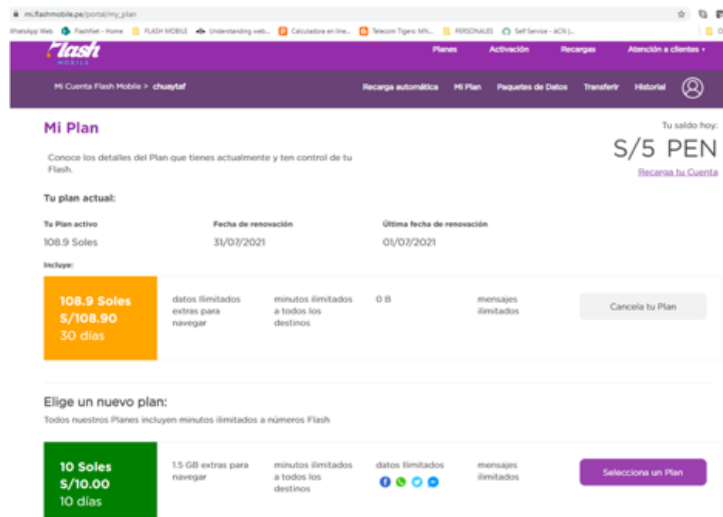 mi.flashmobile.pe/portal/my_plan
WhatsApp Web FlashNet - Home FLASH MOBILE Understanding web... Calculadora en líne... Telecom Tigers: MN... PERSONALES Self Service - ACN |...
flash
MOBILE
Planes Activación Recargas Atención a clientes
Mi Cuenta Flash Mobile > chuaytaf
Recarga automática Mi Plan Paquetes de Datos Transferir Historial
Mi Plan
Tu saldo hoy:
S/5 PEN
Recarga tu Cuenta
Conoce los detalles del Plan que tienes actualmente y ten control de tu
Flash.
Tu plan actual:
Tu Plan activo Fecha de renovación Última fecha de renovación
108.9 Soles 31/07/2021 01/07/2021
Incluye:
108.9 Soles
S/108.90
30 días
datos Ilimitados
extras para
navegar
minutos ilimitados
a todos los
destinos
0 B
mensajes
ilimitados
Cancela tu Plan
Elige un nuevo plan:
Todos nuestros Planes incluyen minutos ilimitados a números Flash
10 Soles
S/10.00
10 días
1.5 GB extras para
navegar
minutos ilimitados
a todos los
destinos
datos Ilimitados
mensajes
ilimitados
Selecciona un Plan